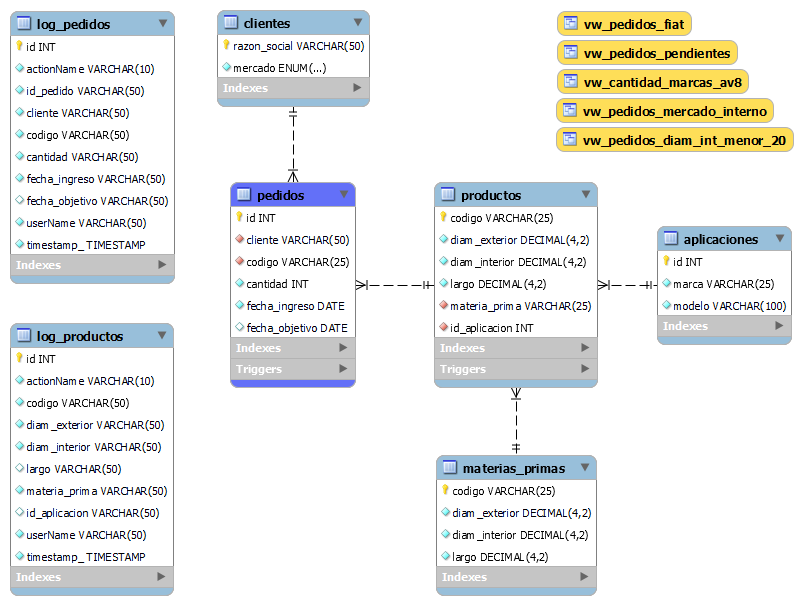 log_pedidos
id INT
actionName VARCHAR(10)
id_pedido VARCHAR(50)
cliente VARCHAR(50)
codigo VARCHAR(50)
cantidad VARCHAR(50)
fecha_ingreso VARCHAR(50)
fecha_objetivo VARCHAR(50)
userName VARCHAR(50)
timestamp_ TIMESTAMP
Indexes
log_productos
id INT
actionName VARCHAR(10)
codigo VARCHAR(50)
diam_exterior VARCHAR(50)
diam_interior VARCHAR(50)
largo VARCHAR(50)
materia_prima VARCHAR(50)
id_aplicacion VARCHAR(50)
userName VARCHAR(50)
timestamp_ TIMESTAMP
Indexes
clientes
razon_social VARCHAR(50)
mercado ENUM(...)
Indexes
pedidos
id INT
cliente VARCHAR(50)
codigo VARCHAR(25)
cantidad INT
fecha_ingreso DATE
fecha_objetivo DATE
Indexes
Triggers
productos
codigo VARCHAR(25)
diam_exterior DECIMAL(4,2)
diam_interior DECIMAL(4,2)
largo DECIMAL(4,2)
materia_prima VARCHAR(25)
id_aplicacion INT
Indexes
Triggers
materias_primas
codigo VARCHAR(25)
diam_exterior DECIMAL(4,2)
diam_interior DECIMAL(4,2)
largo DECIMAL(4,2)
Indexes
vw_pedidos_fiat
vw_pedidos_pendientes
vw_cantidad_marcas_av8
vw_pedidos_mercado_interno
vw_pedidos_diam_int_menor_20
aplicaciones
id INT
marca VARCHAR(25)
modelo VARCHAR(100)
Indexes